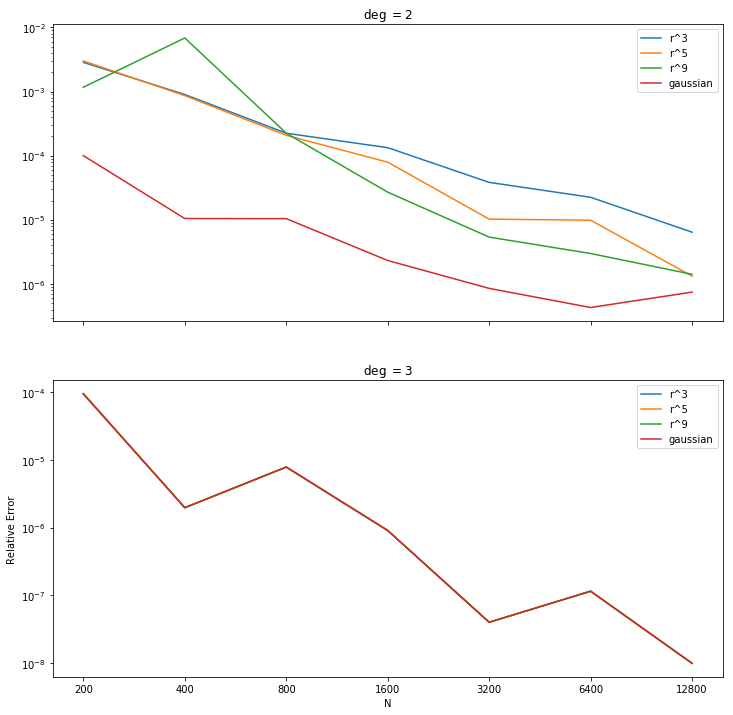 deg = 2
10^-2
10^-3
10^-4
10^-5
10^-6
r^3
r^5
r^9
gaussian
deg = 3
10^-4
10^-5
10^-6
10^-7
10^-8
Relative Error
r^3
r^5
r^9
gaussian
200 400 800 1600 3200 6400 12800
N